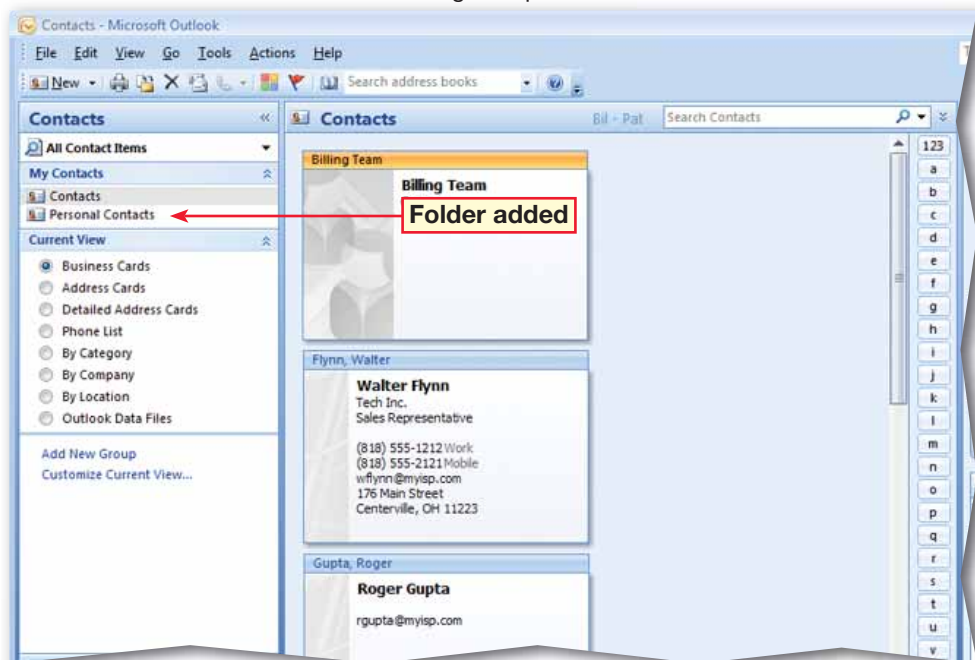 Contacts - Microsoft Outlook
File Edit View Go Tools Actions Help
New Search address books
Contacts
All Contact Items
My Contacts
Contacts
Personal Contacts
Current View
Business Cards
Address Cards
Detailed Address Cards
Phone List
By Category
By Company
By Location
Outlook Data Files
Add New Group
Customize Current View...
Contacts Bil - Pat Search Contacts
Billing Team
Billing Team
Folder added
Flynn, Walter
Walter Flynn
Tech Inc.
Sales Representative
(818) 555-1212 Work
(818) 555-2121 Mobile
wflynn@myisp.com
176 Main Street
Centerville, OH 11223
Gupta, Roger
Roger Gupta
rgupta@myisp.com
123
a
b
c
d
e
f
g
h
i
j
k
l
m
n
o
p
q
r
s
t
u
v